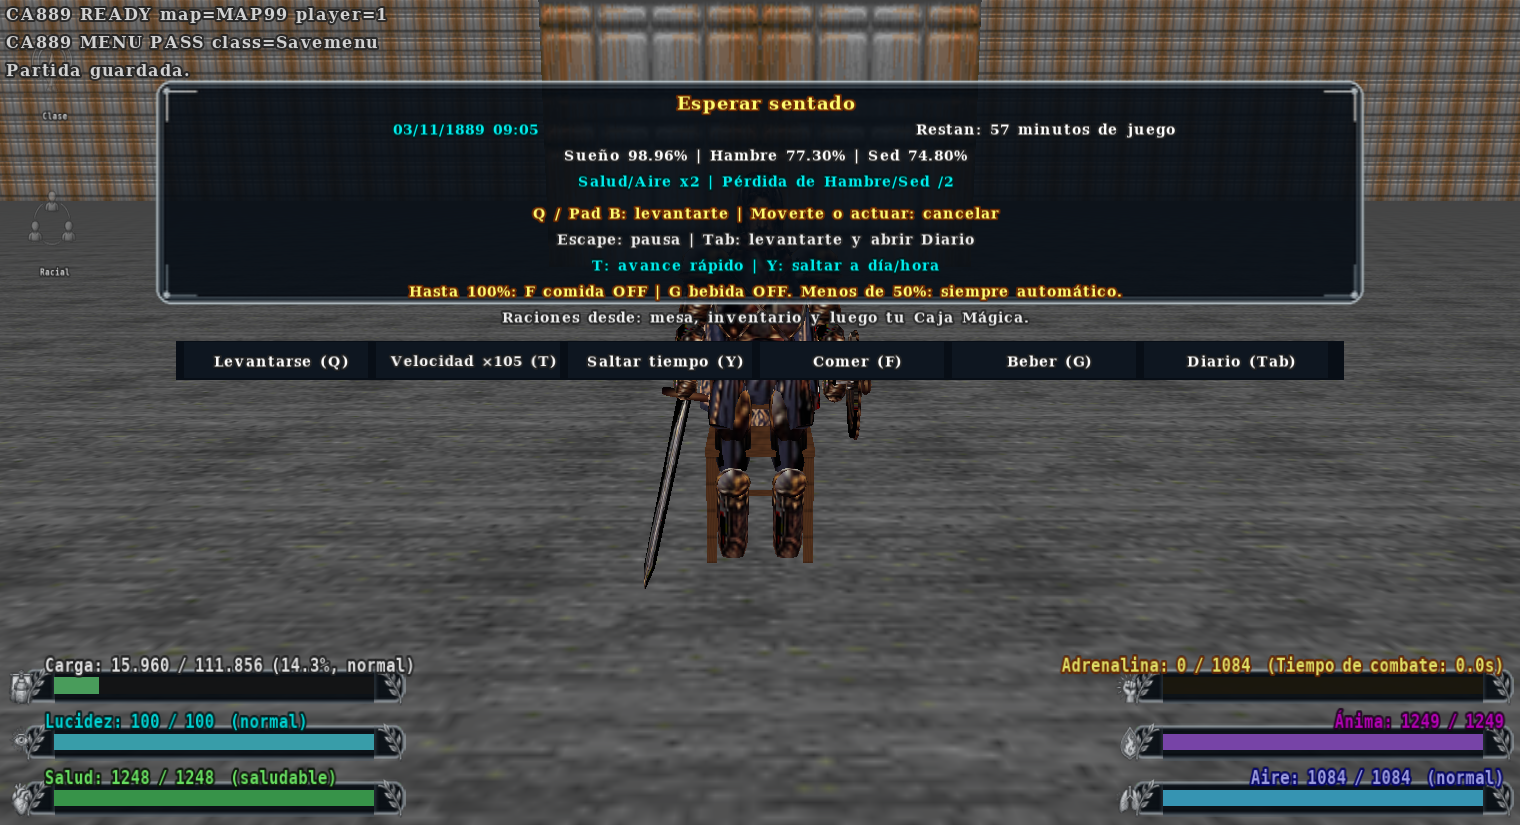 CA889 READY map=MAP99 player=1
CA889 MENU PASS class=Savemenu
Partida guardada.
Clase
Racial
Esperar sentado
03/11/1889 09:05
Restan: 57 minutos de juego
Sueño 98.96% | Hambre 77.30% | Sed 74.80%
Salud/Aire x2 | Pérdida de Hambre/Sed /2
Q / Pad B: levantarte | Moverte o actuar: cancelar
Escape: pausa | Tab: levantarte y abrir Diario
T: avance rápido | Y: saltar a día/hora
Hasta 100%: F comida OFF | G bebida OFF. Menos de 50%: siempre automático.
Raciones desde: mesa, inventario y luego tu Caja Mágica.
Levantarse (Q)
Velocidad ×105 (T)
Saltar tiempo (Y)
Comer (F)
Beber (G)
Diario (Tab)
Carga: 15.960 / 111.856 (14.3%, normal)
Lucidez: 100 / 100 (normal)
Salud: 1248 / 1248 (saludable)
Adrenalina: 0 / 1084 (Tiempo de combate: 0.0s)
Ánima: 1249 / 1249
Aire: 1084 / 1084 (normal)